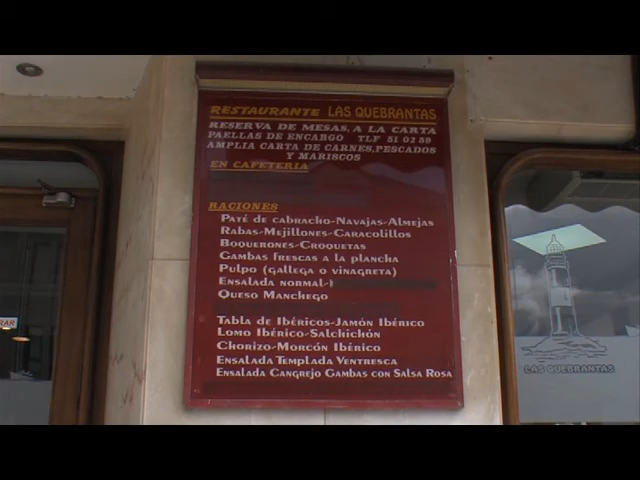 RESTAURANTE LAS QUEBRANTAS
RESERVA DE MESAS, A LA CARTA
PAELLAS DE ENCARGO TLF 51 02 59
AMPLIA CARTA DE CARNES, PESCADOS
Y MARISCOS
EN CAFETERIA
RACIONES
PATÉ DE CABRACHO-NAVAJAS-ALMEJAS
RABAS-MEJILLONES-CARACOLILLOS
BOQUERONES-CROQUETAS
GAMBAS FRESCAS A LA PLANCHA
PULPO (GALLEGA O VINAGRETA)
ENSALADA NORMAL-
QUESO MANCHEGO
TABLA DE IBÉRICOS-JAMÓN IBÉRICO
LOMO IBÉRICO-SALCHICHÓN
CHORIZO-MORCÓN IBÉRICO
ENSALADA TEMPLADA VENTRESCA
ENSALADA CANGREJO GAMBAS CON SALSA ROSA
LAS QUEBRANTAS